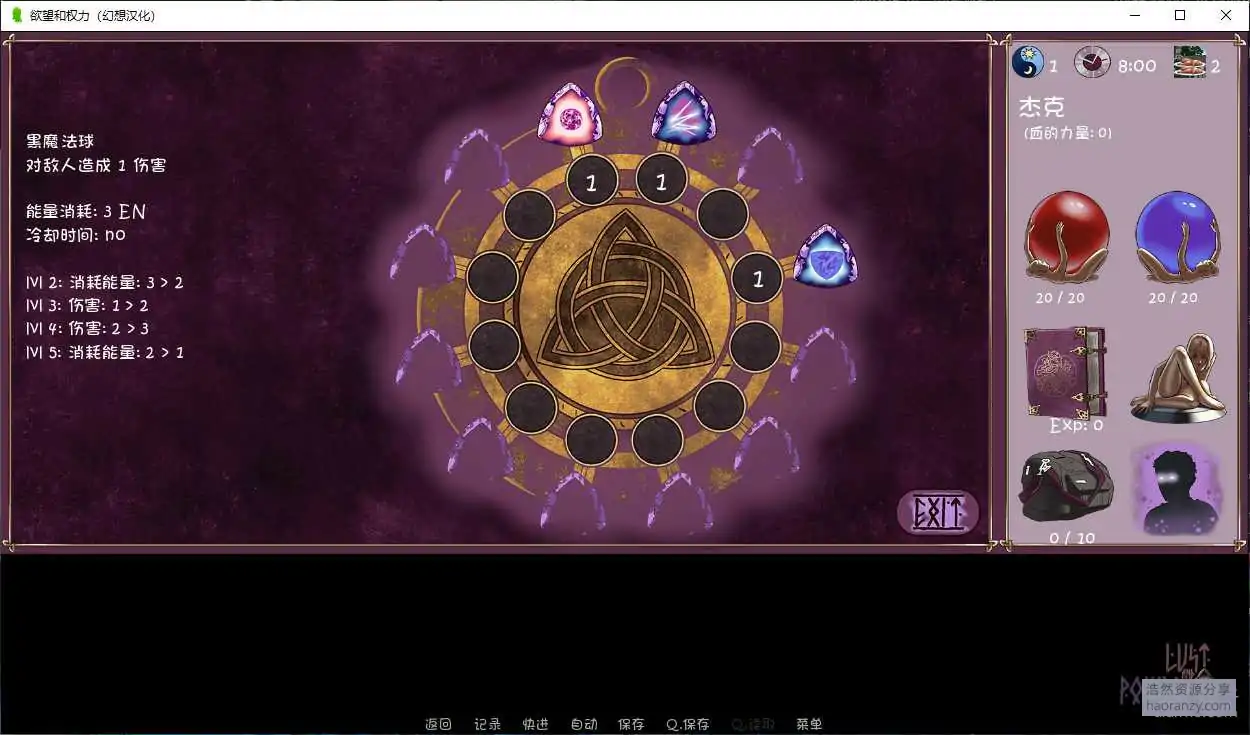 欲望和权力（幻想汉化）
黑魔法球
对敌人造成 1 伤害
能量消耗: 3 EN
冷却时间: no
lvl 2: 消耗能量: 3 > 2
lvl 3: 伤害: 1 > 2
lvl 4: 伤害: 2 > 3
lvl 5: 消耗能量: 2 > 1
1
1
1
EXIT
1
8:00
2
杰克
(盾的力量: 0)
20 / 20
20 / 20
Exp: 0
0 / 10
LUST
浩然资源分享
haoranzy.com
返回
记录
快进
自动
保存
Q.保存
Q.读取
菜单